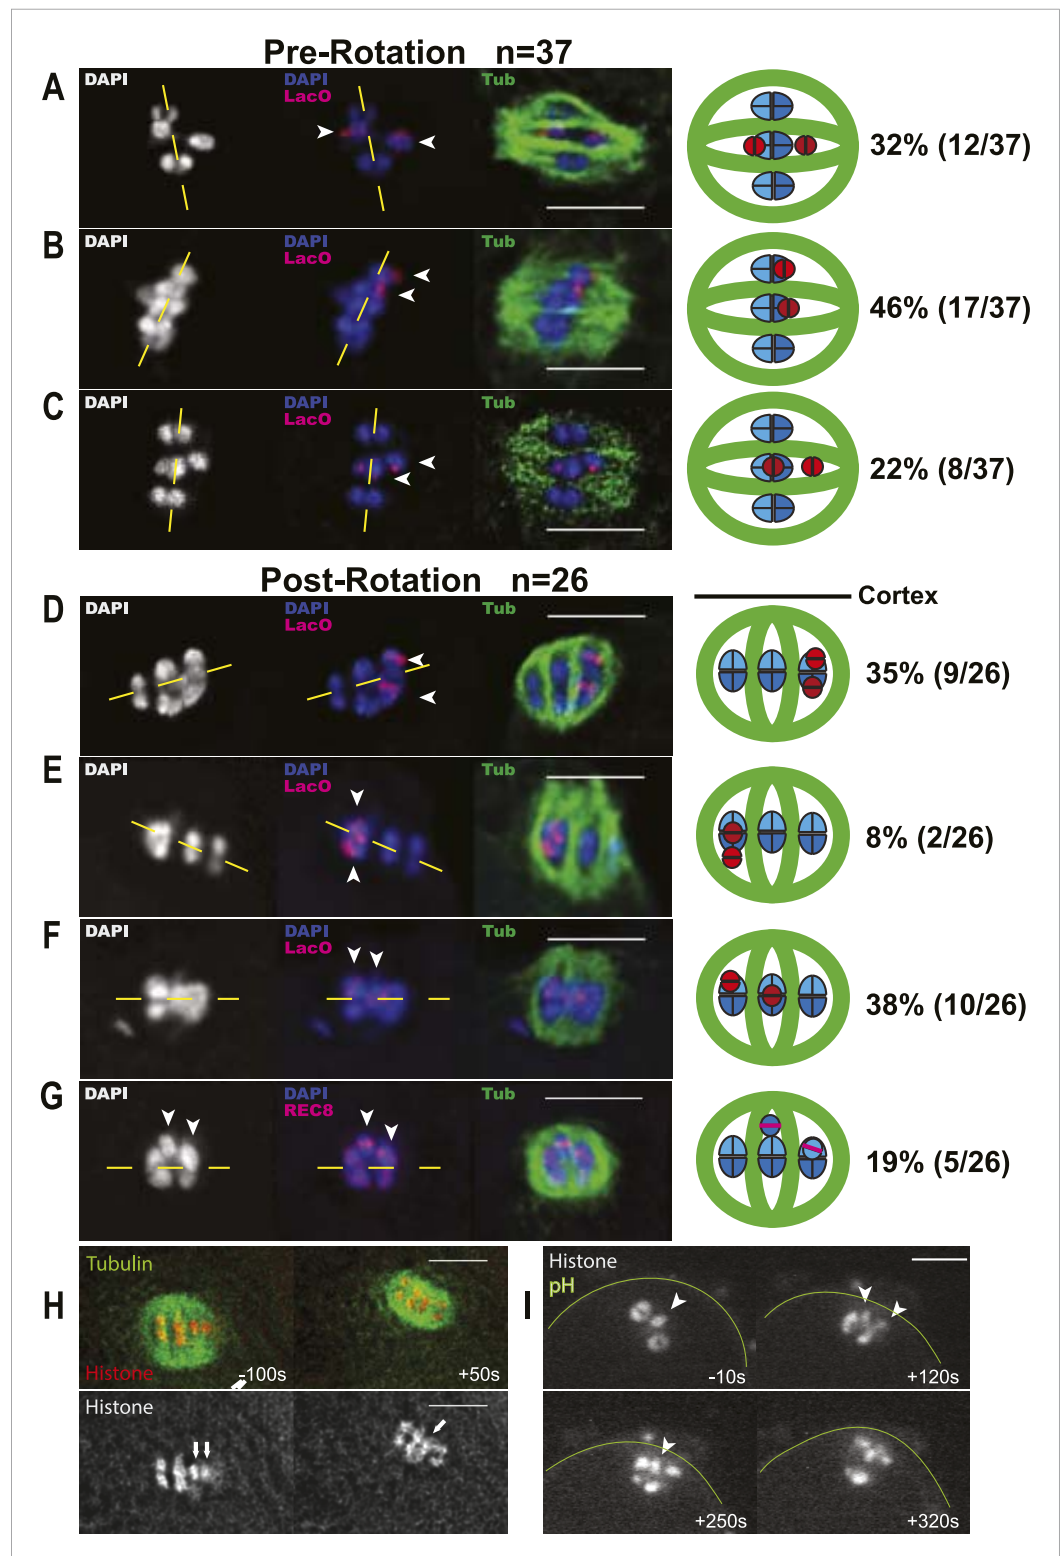 Pre-Rotation n=37
A DAPI DAPI Tub
LacO
32% (12/37)
B DAPI DAPI Tub
LacO
46% (17/37)
C DAPI DAPI Tub
LacO
22% (8/37)
Post-Rotation n=26
Cortex
D DAPI DAPI Tub
LacO
35% (9/26)
E DAPI DAPI Tub
LacO
8% (2/26)
F DAPI DAPI Tub
LacO
38% (10/26)
G DAPI DAPI Tub
REC8
19% (5/26)
H Tubulin
Histone -100s +50s
Histone
I Histone
pH
-10s +120s
+250s +320s